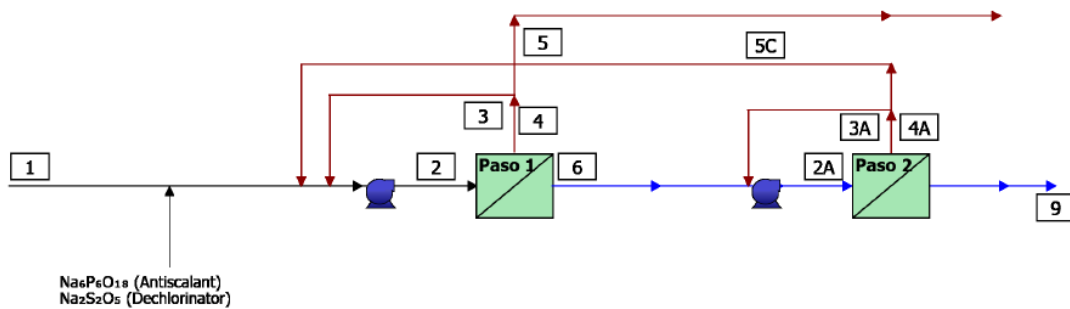 5
5C
3
4
3A
4A
1
2
Paso 1
6
2A
Paso 2
9
Na₆P₆O₁₈ (Antiscalant)
Na₂S₂O₅ (Dechlorinator)